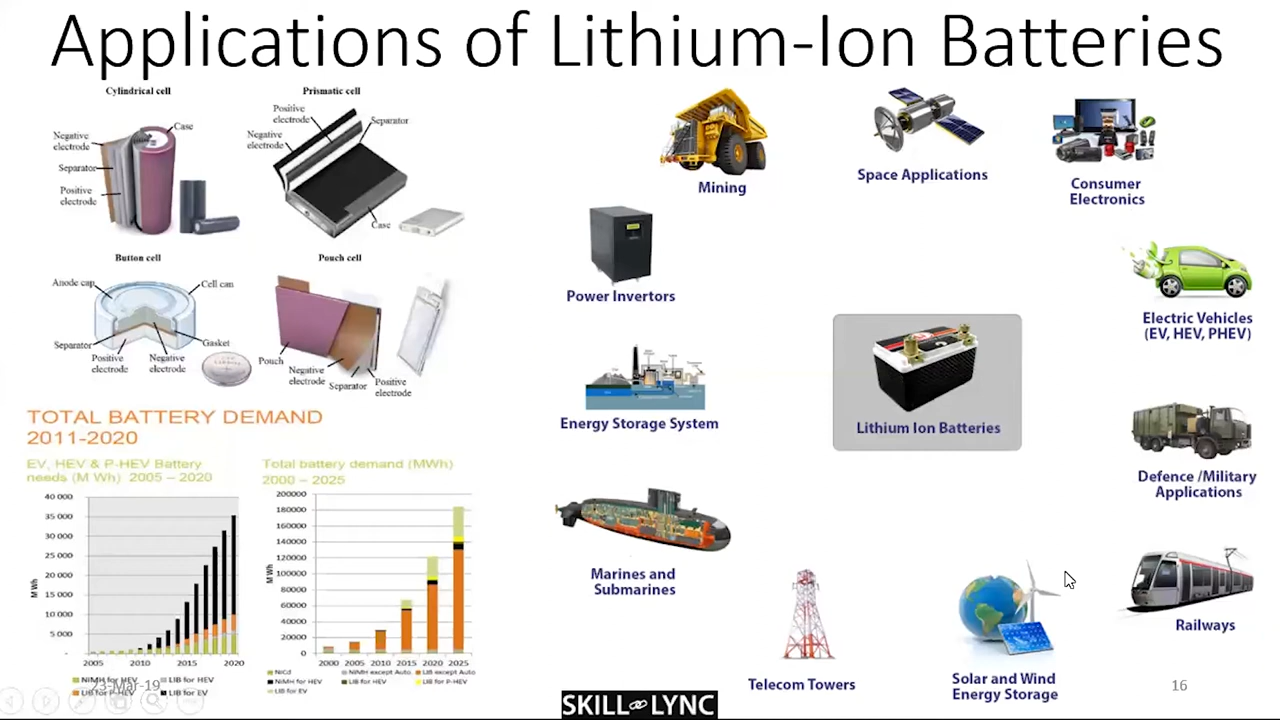 Applications of Lithium-Ion Batteries
Cylindrical cell
Negative
electrode
Separator
Positive
electrode
Case
Prismatic cell
Positive
electrode
Negative
electrode
Separator
Case
Button cell
Anode cap
Cell can
Separator
Positive
electrode
Negative
electrode
Gasket
Pouch cell
Pouch
Negative
electrode
Separator
Positive
electrode
TOTAL BATTERY DEMAND
2011-2020
EV, HEV & P-HEV Battery
needs (M Wh) 2005 – 2020
40 000
35 000
30 000
25 000
20 000
15 000
10 000
5 000
-
M Wh
2005
2010
2015
2020
NiMH for HEV
LIB for HEV
LIB for P-HEV
LIB for EV
Total battery demand (MWh)
2000 – 2025
200000
180000
160000
140000
120000
100000
80000
60000
40000
20000
0
M Wh
2000
2005
2010
2015
2020
2025
NiCd
NiMH except Auto
LIB except Auto
NiMH for HEV
LIB for HEV
LIB for P-HEV
LIB for EV
Mining
Space Applications
Consumer
Electronics
Power Invertors
Electric Vehicles
(EV, HEV, PHEV)
Energy Storage System
Lithium Ion Batteries
Defence /Military
Applications
Marines and
Submarines
Telecom Towers
Solar and Wind
Energy Storage
Railways
16
SKILL LYNC